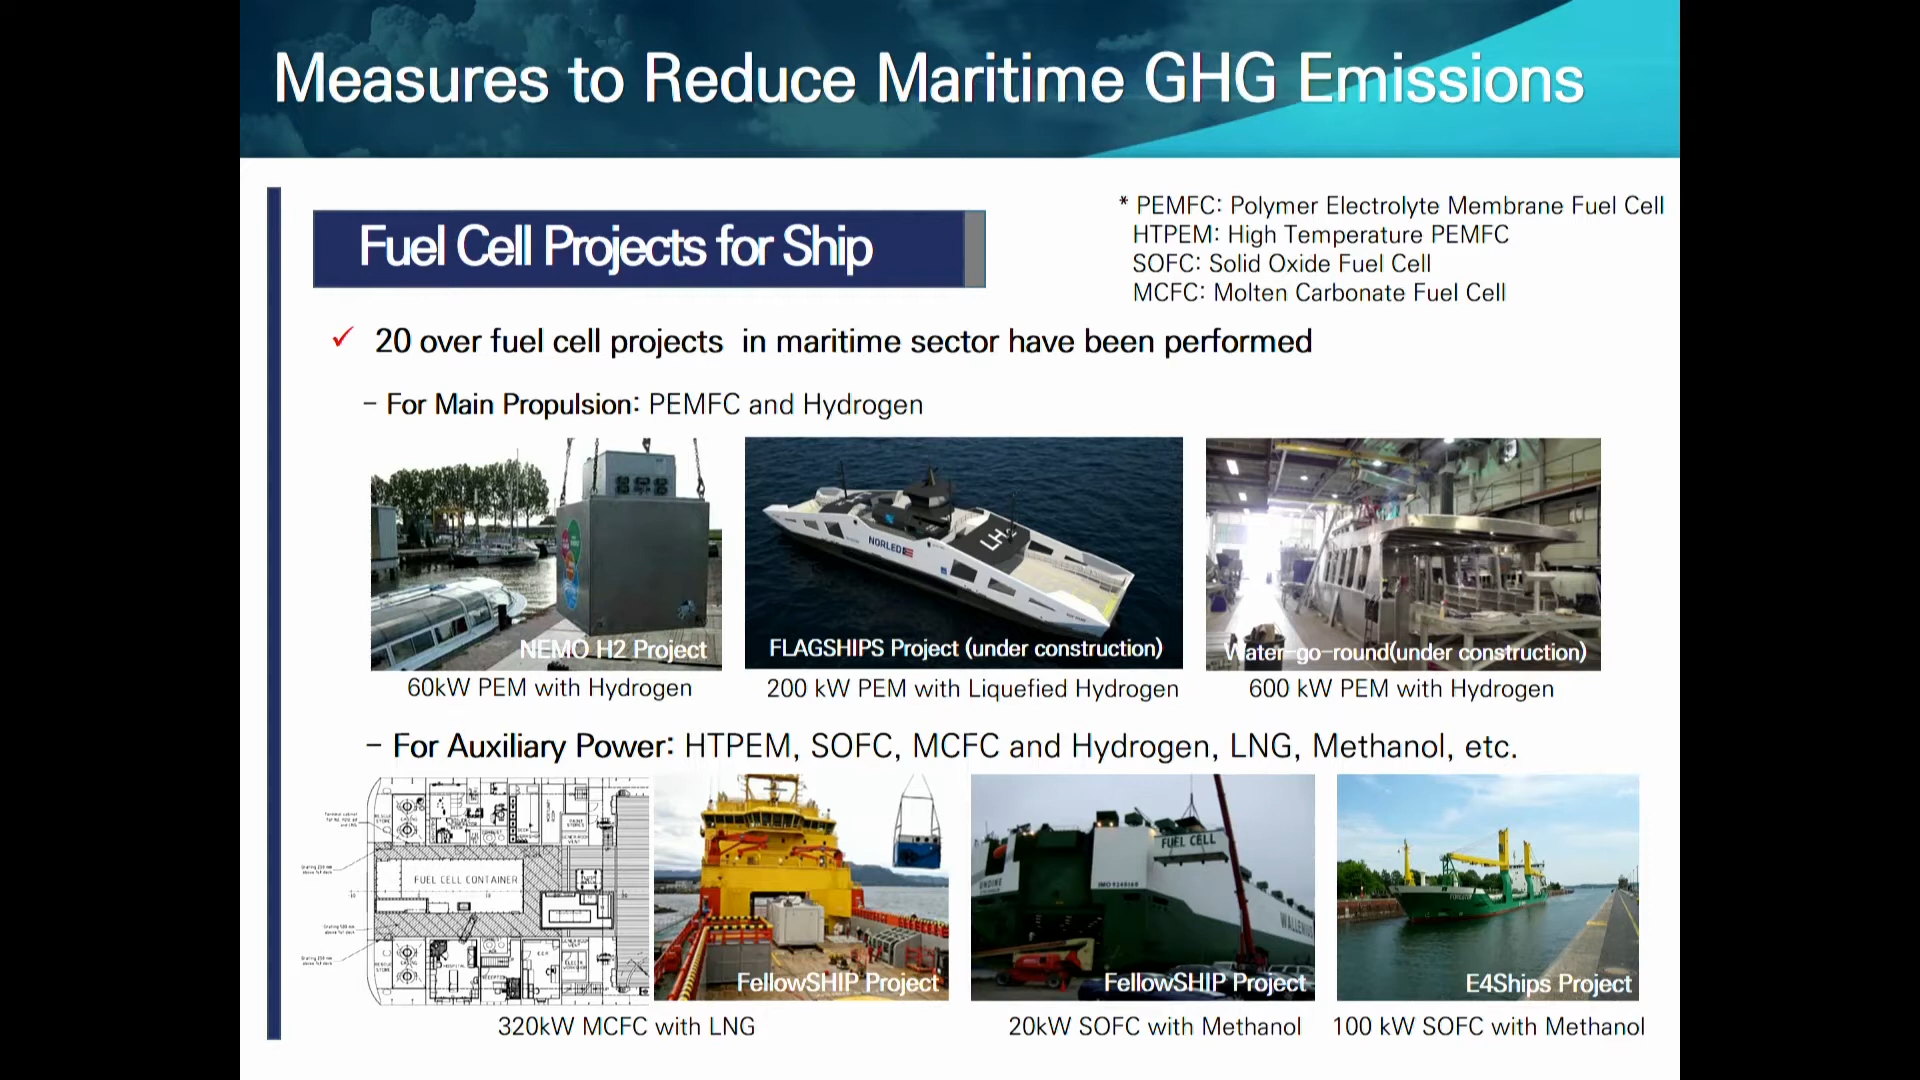 Measures to Reduce Maritime GHG Emissions
* PEMFC: Polymer Electrolyte Membrane Fuel Cell
HTPEM: High Temperature PEMFC
SOFC: Solid Oxide Fuel Cell
MCFC: Molten Carbonate Fuel Cell
Fuel Cell Projects for Ship
✓ 20 over fuel cell projects in maritime sector have been performed
- For Main Propulsion: PEMFC and Hydrogen
NORLED
LH
NEMO H2 Project
FLAGSHIPS Project (under construction)
Water-go-round(under construction)
60kW PEM with Hydrogen
200 kW PEM with Liquefied Hydrogen
600 kW PEM with Hydrogen
- For Auxiliary Power: HTPEM, SOFC, MCFC and Hydrogen, LNG, Methanol, etc.
FUEL CELL CONTAINER
FUEL CELL
UNDINE
WALLENIUS
FellowSHIP Project
FellowSHIP Project
E4Ships Project
320kW MCFC with LNG
20kW SOFC with Methanol
100 kW SOFC with Methanol